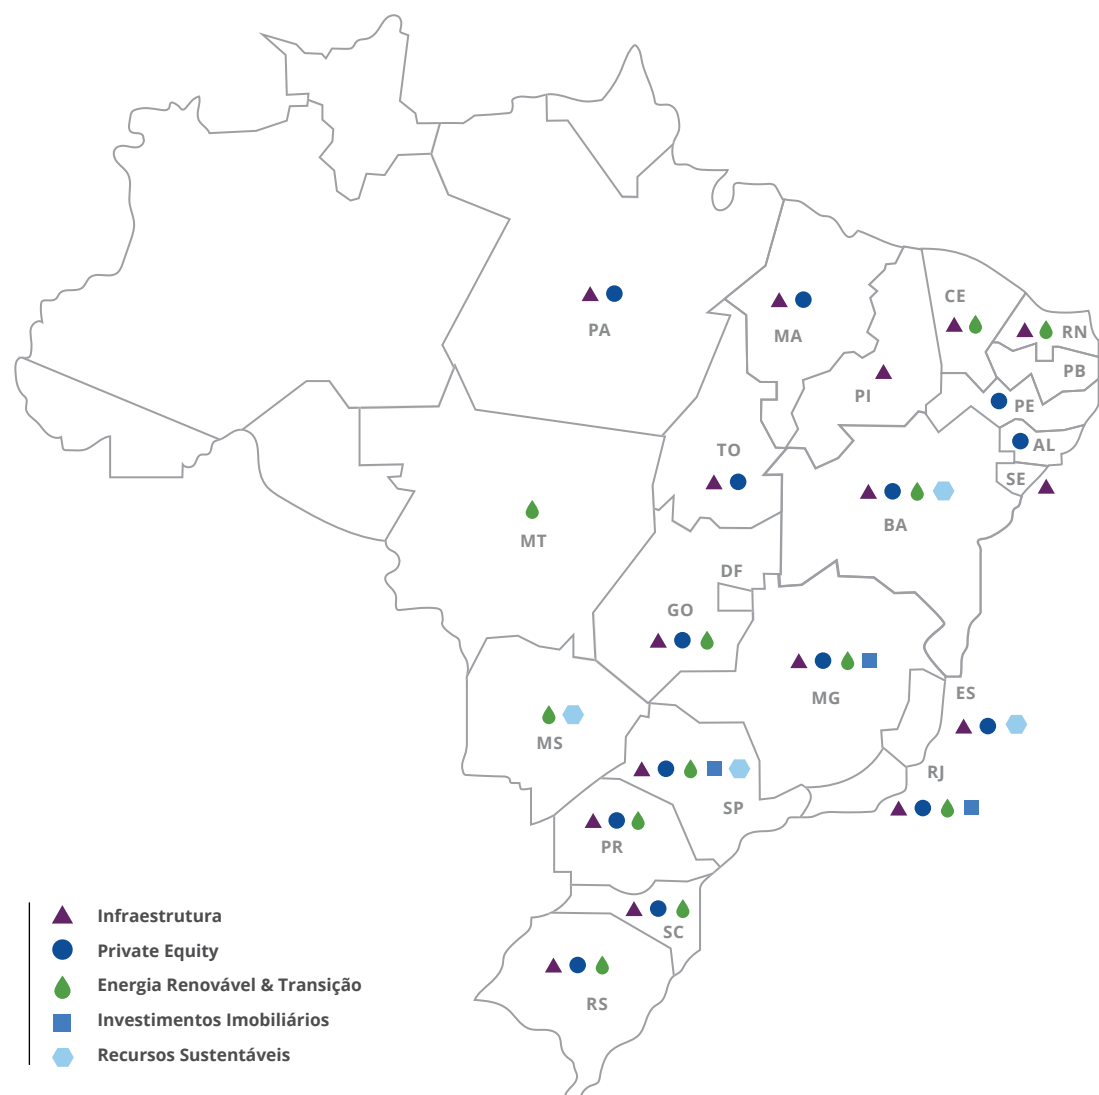 CE
RN
PA
MA
PB
PI
PE
AL
TO
SE
BA
MT
DF
GO
ES
MG
MS
RJ
SP
PR
SC
RS
Infraestrutura
Private Equity
Energia Renovável & Transição
Investimentos Imobiliários
Recursos Sustentáveis